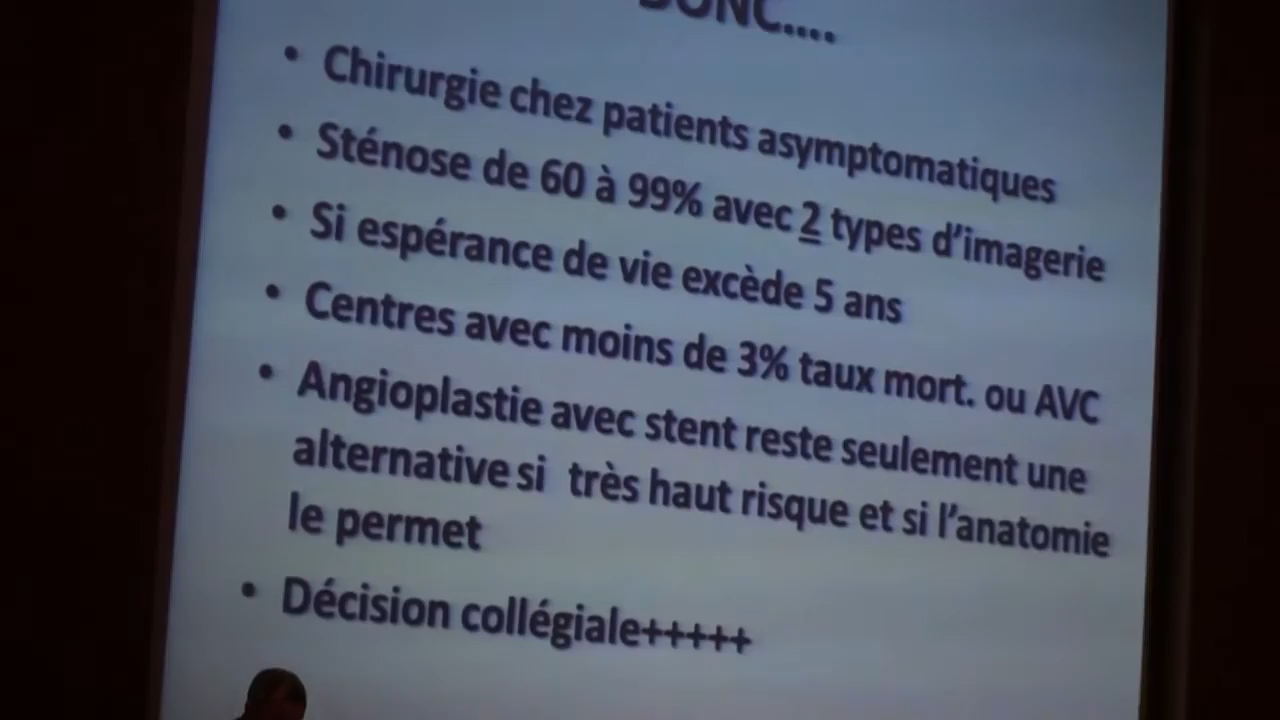 DONC....
• Chirurgie chez patients asymptomatiques
• Sténose de 60 à 99% avec 2 types d'imagerie
• Si espérance de vie excède 5 ans
• Centres avec moins de 3% taux mort. ou AVC
• Angioplastie avec stent reste seulement une
alternative si très haut risque et si l'anatomie
le permet
• Décision collégiale+++++